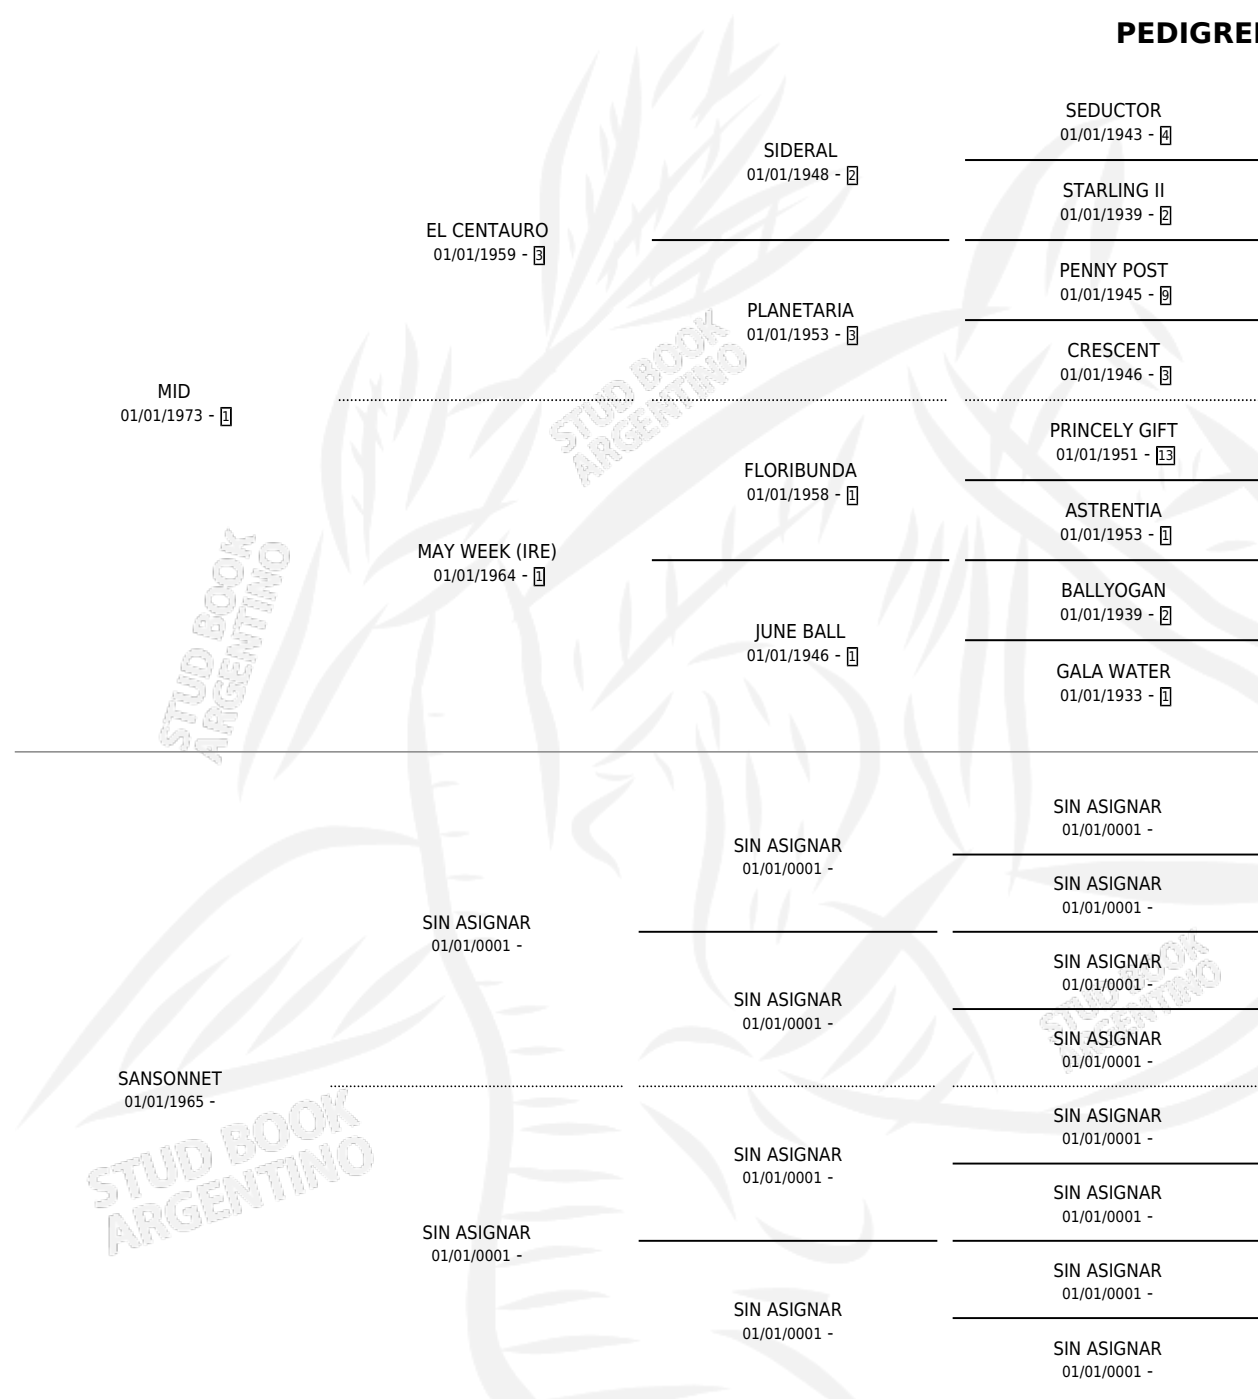 PEDIGREE
SEDUCTOR
01/01/1943 - 4
SIDERAL
01/01/1948 - 2
STARLING II
01/01/1939 - 2
EL CENTAURO
01/01/1959 - 3
PENNY POST
01/01/1945 - 9
PLANETARIA
01/01/1953 - 3
CRESCENT
01/01/1946 - 3
MID
01/01/1973 - 1
PRINCELY GIFT
01/01/1951 - 13
FLORIBUNDA
01/01/1958 - 1
ASTRENTIA
01/01/1953 - 1
MAY WEEK (IRE)
01/01/1964 - 1
BALLYOGAN
01/01/1939 - 2
JUNE BALL
01/01/1946 - 1
GALA WATER
01/01/1933 - 1
SIN ASIGNAR
01/01/0001 -
SIN ASIGNAR
01/01/0001 -
SIN ASIGNAR
01/01/0001 -
SIN ASIGNAR
01/01/0001 -
SIN ASIGNAR
01/01/0001 -
SIN ASIGNAR
01/01/0001 -
SIN ASIGNAR
01/01/0001 -
SANSONNET
01/01/1965 -
SIN ASIGNAR
01/01/0001 -
SIN ASIGNAR
01/01/0001 -
SIN ASIGNAR
01/01/0001 -
SIN ASIGNAR
01/01/0001 -
SIN ASIGNAR
01/01/0001 -
SIN ASIGNAR
01/01/0001 -
SIN ASIGNAR
01/01/0001 -
STUD BOOK
ARGENTINO
STUD BOOK
ARGENTINO
STUD BOOK
ARGENTINO
STUD BOOK
ARGENTINO